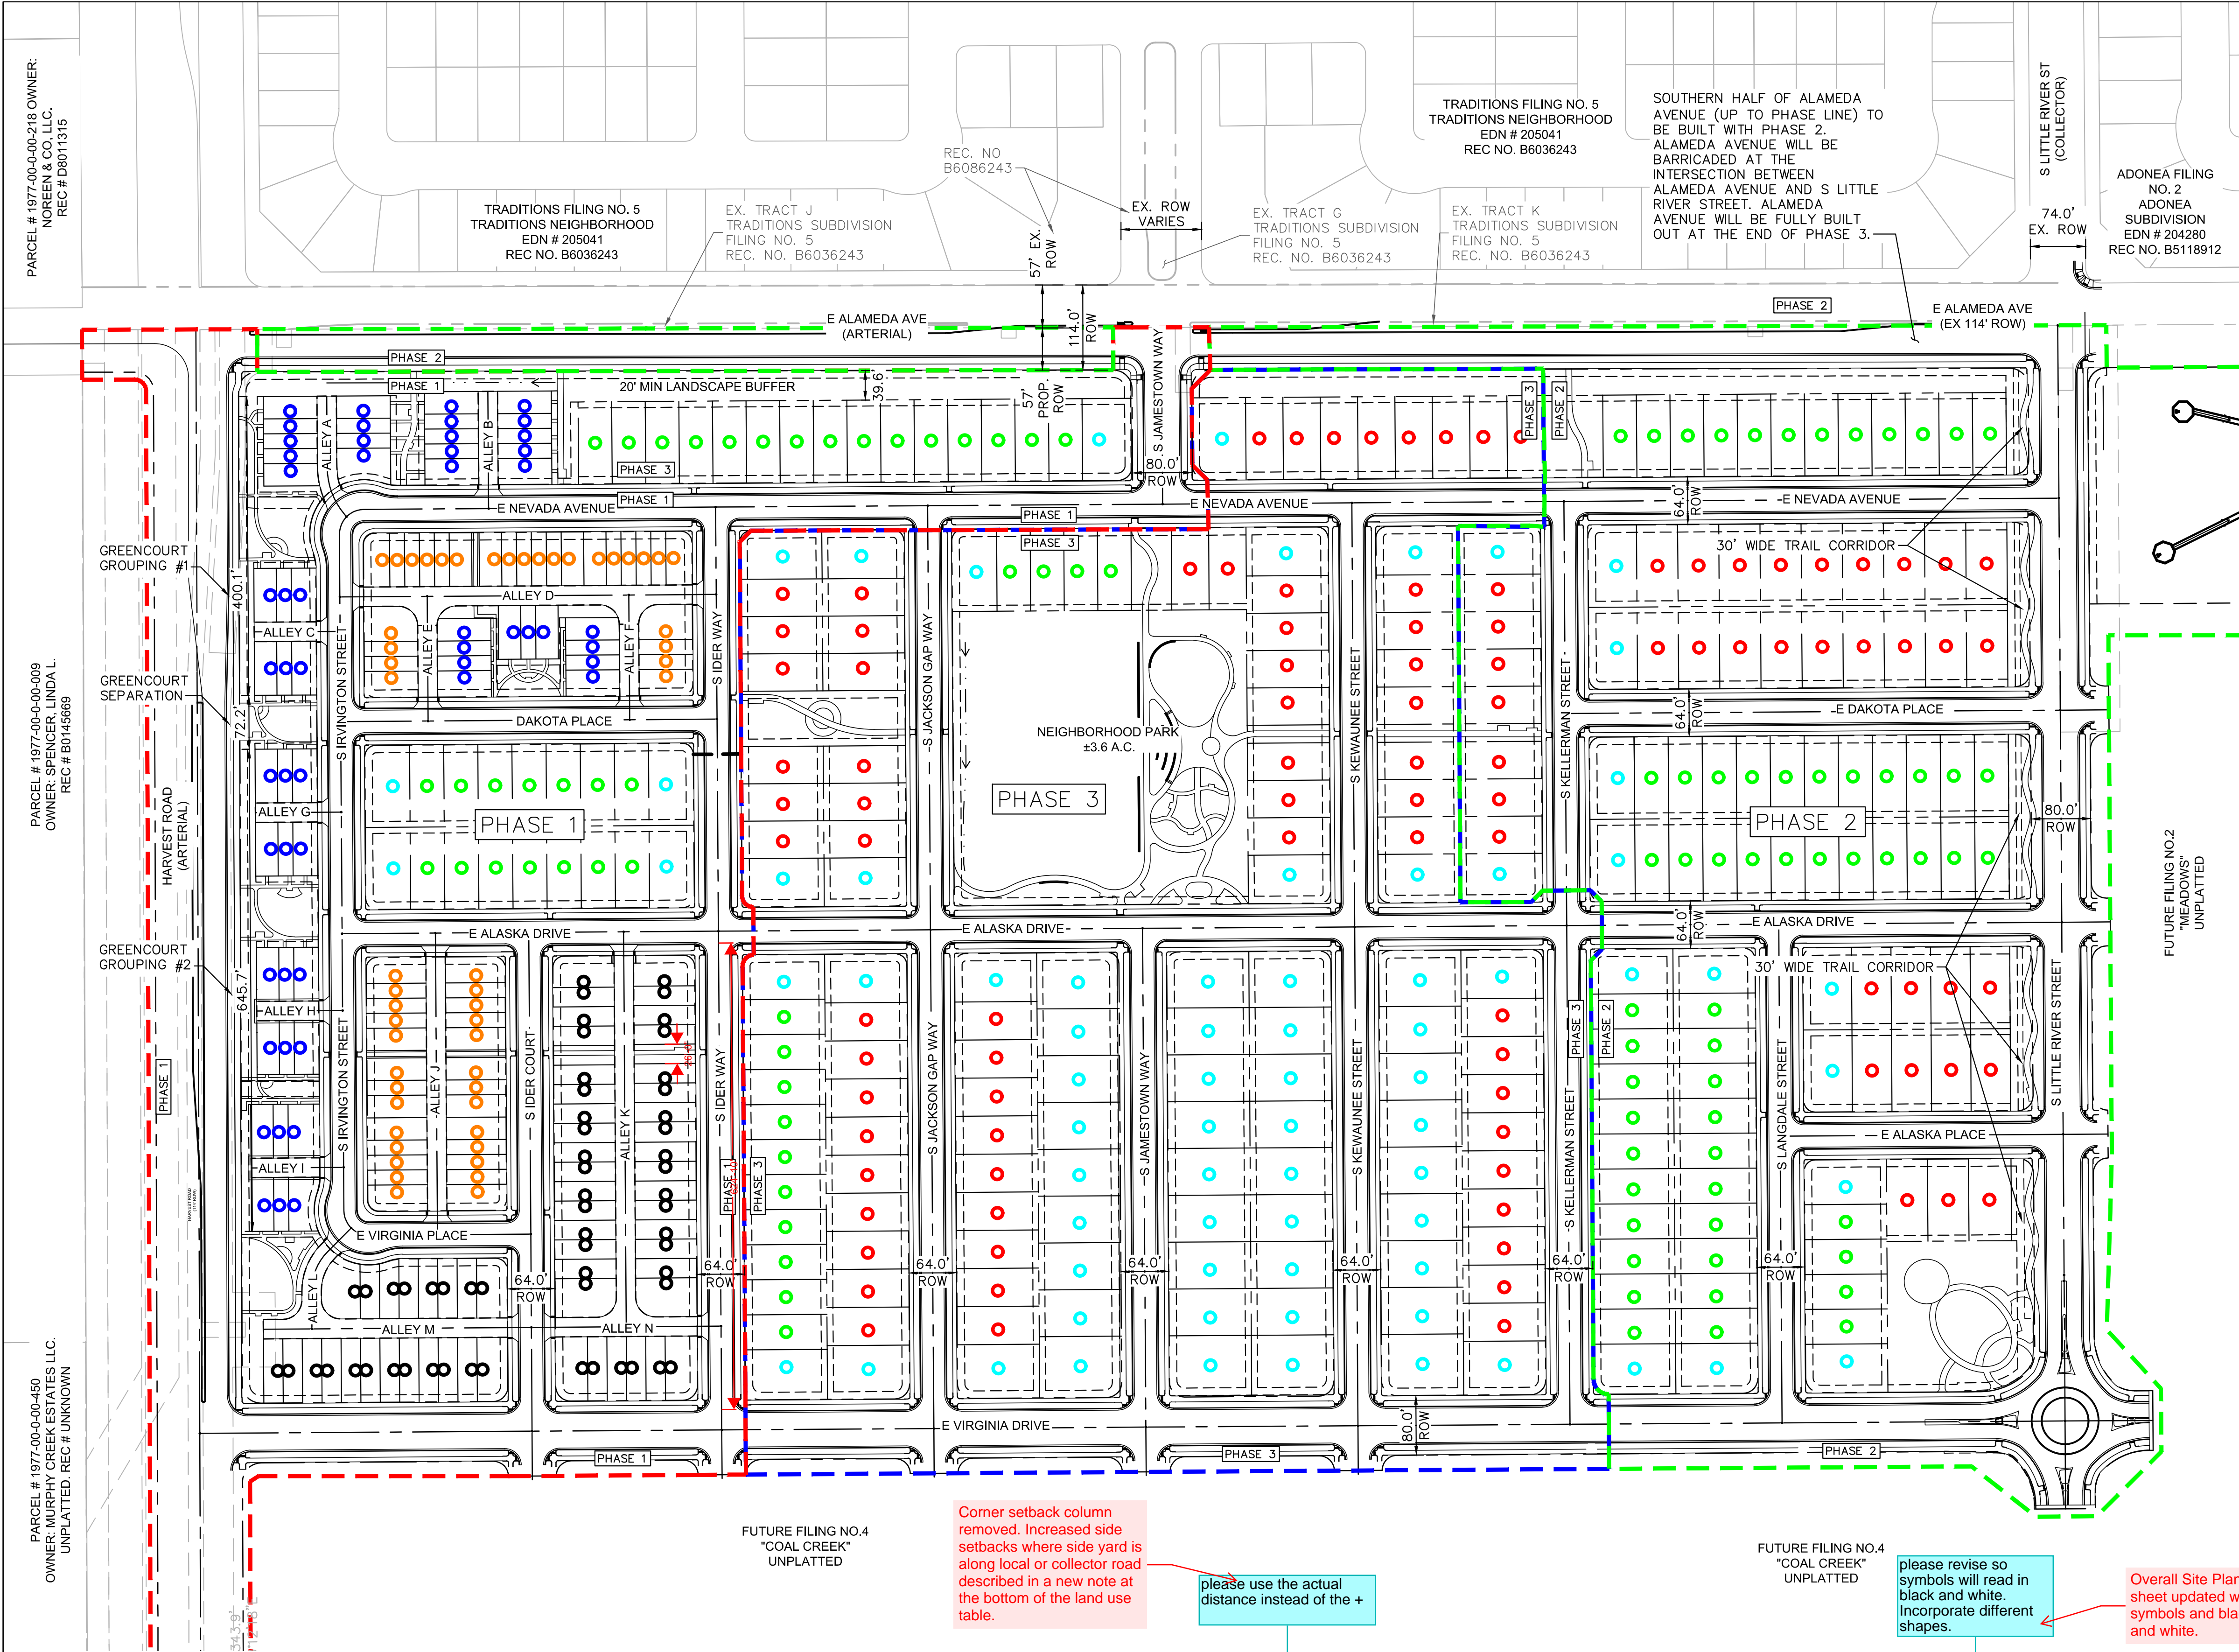 PARCEL # 1977-00-0-00-218 OWNER:
NOREEN & CO, LLC.
REC # D8011315
TRADITIONS FILING NO. 5
TRADITIONS NEIGHBORHOOD
EDN # 205041
REC NO. B6036243
EX. TRACT J
TRADITIONS SUBDIVISION
FILING NO. 5
REC. NO. B6036243
REC. NO
B6086243
57' EX.
ROW
114.0'
ROW
EX. ROW
VARIES
EX. TRACT G
TRADITIONS SUBDIVISION
FILING NO. 5
REC. NO. B6036243
TRADITIONS FILING NO. 5
TRADITIONS NEIGHBORHOOD
EDN # 205041
REC NO. B6036243
EX. TRACT K
TRADITIONS SUBDIVISION
FILING NO. 5
REC. NO. B6036243
SOUTHERN HALF OF ALAMEDA
AVENUE (UP TO PHASE LINE) TO
BE BUILT WITH PHASE 2.
ALAMEDA AVENUE WILL BE
BARRICADED AT THE
INTERSECTION BETWEEN
ALAMEDA AVENUE AND S LITTLE
RIVER STREET. ALAMEDA
AVENUE WILL BE FULLY BUILT
OUT AT THE END OF PHASE 3.
S LITTLE RIVER ST
(COLLECTOR)
74.0'
EX. ROW
ADONEA FILING
NO. 2
ADONEA
SUBDIVISION
EDN # 204280
REC NO. B5118912
E ALAMEDA AVE
(ARTERIAL)
PHASE 2
E ALAMEDA AVE
(EX 114' ROW)
PHASE 2
PHASE 1
20' MIN LANDSCAPE BUFFER
39.6'
57'
PROP.
ROW
S JAMESTOWN WAY
80.0'
ROW
PHASE 3
PHASE 2
ALLEY A
ALLEY B
PHASE 3
PHASE 1
E NEVADA AVENUE
PHASE 1
PHASE 3
E NEVADA AVENUE
64.0'
ROW
E NEVADA AVENUE
GREENCOURT
GROUPING #1
400.1'
ALLEY C
S IRVINGTON STREET
ALLEY D
ALLEY E
ALLEY F
S IDER WAY
S JACKSON GAP WAY
NEIGHBORHOOD PARK
±3.6 A.C.
S KEWAUNEE STREET
S KELLERMAN STREET
30' WIDE TRAIL CORRIDOR
GREENCOURT
SEPARATION
72.2'
DAKOTA PLACE
64.0'
ROW
E DAKOTA PLACE
PARCEL # 1977-00-0-00-009
OWNER: SPENCER, LINDA L.
REC # B0145669
HARVEST ROAD
(ARTERIAL)
ALLEY G
PHASE 1
PHASE 3
PHASE 2
80.0'
ROW
FUTURE FILING NO.2
"MEADOWS"
UNPLATTED
GREENCOURT
GROUPING #2
645.7'
ALLEY H
E ALASKA DRIVE
E ALASKA DRIVE
64.0'
ROW
E ALASKA DRIVE
30' WIDE TRAIL CORRIDOR
PHASE 1
S IRVINGTON STREET
ALLEY J
S IDER COURT
ALLEY K
S IDER WAY
PHASE 1
PHASE 3
S JACKSON GAP WAY
S JAMESTOWN WAY
S KEWAUNEE STREET
S KELLERMAN STREET
PHASE 3
PHASE 2
S LANGDALE STREET
S LITTLE RIVER STREET
E ALASKA PLACE
ALLEY I
E VIRGINIA PLACE
ALLEY L
64.0'
ROW
64.0'
ROW
64.0'
ROW
64.0'
ROW
64.0'
ROW
64.0'
ROW
64.0'
ROW
ALLEY M
ALLEY N
PARCEL # 1977-00-00-00-450
OWNER: MURPHY CREEK ESTATES LLC.
UNPLATTED. REC # UNKNOWN
E VIRGINIA DRIVE
80.0'
ROW
PHASE 1
PHASE 3
PHASE 2
FUTURE FILING NO.4
"COAL CREEK"
UNPLATTED
Corner setback column
removed. Increased side
setbacks where side yard is
along local or collector road
described in a new note at
the bottom of the land use
table.
please use the actual
distance instead of the +
FUTURE FILING NO.4
"COAL CREEK"
UNPLATTED
please revise so
symbols will read in
black and white.
Incorporate different
shapes.
Overall Site Plan
sheet updated w
symbols and bla
and white.